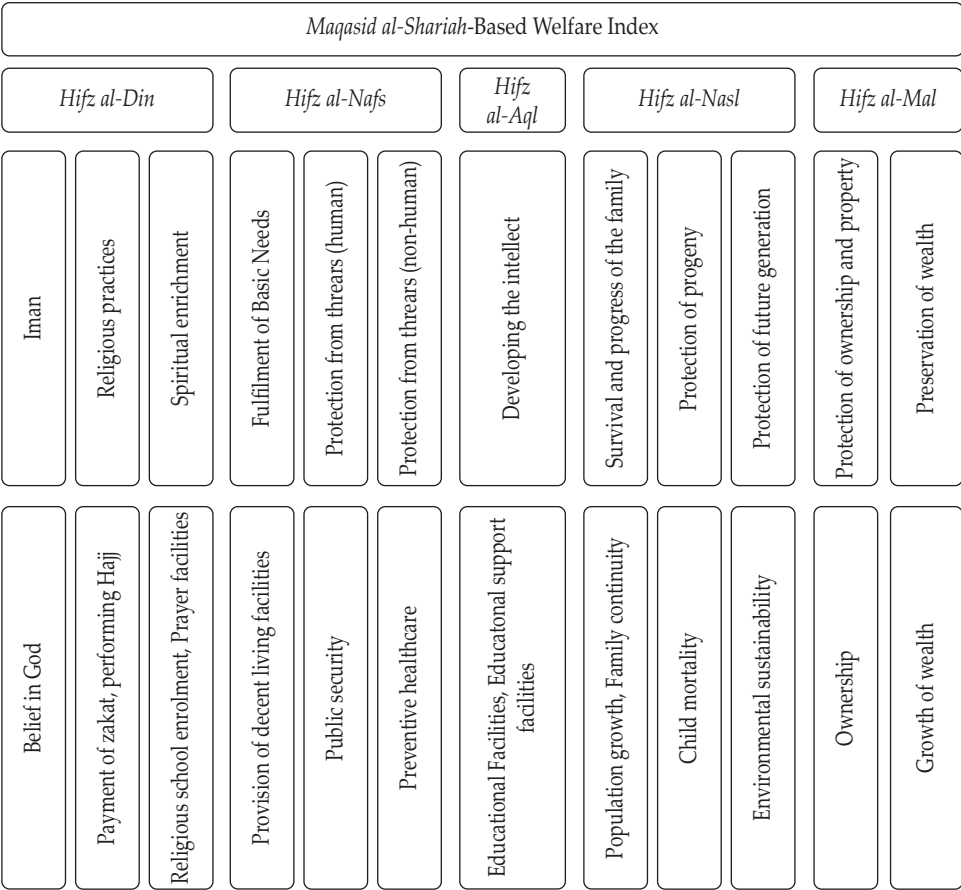 Maqasid al-Shariah-Based Welfare Index
Hifz al-Din
Hifz al-Nafs
Hifz
al-Aql
Hifz al-Nasl
Hifz al-Mal
Iman
Religious practices
Spiritual enrichment
Fulfilment of Basic Needs
Protection from threars (human)
Protection from threars (non-human)
Developing the intellect
Survival and progress of the family
Protection of progeny
Protection of future generation
Protection of ownership and property
Preservation of wealth
Belief in God
Payment of zakat, performing Hajj
Religious school enrolment, Prayer facilities
Provision of decent living facilities
Public security
Preventive healthcare
Educational Facilities, Educatonal support
facilities
Population growth, Family continuity
Child mortality
Environmental sustainability
Ownership
Growth of wealth